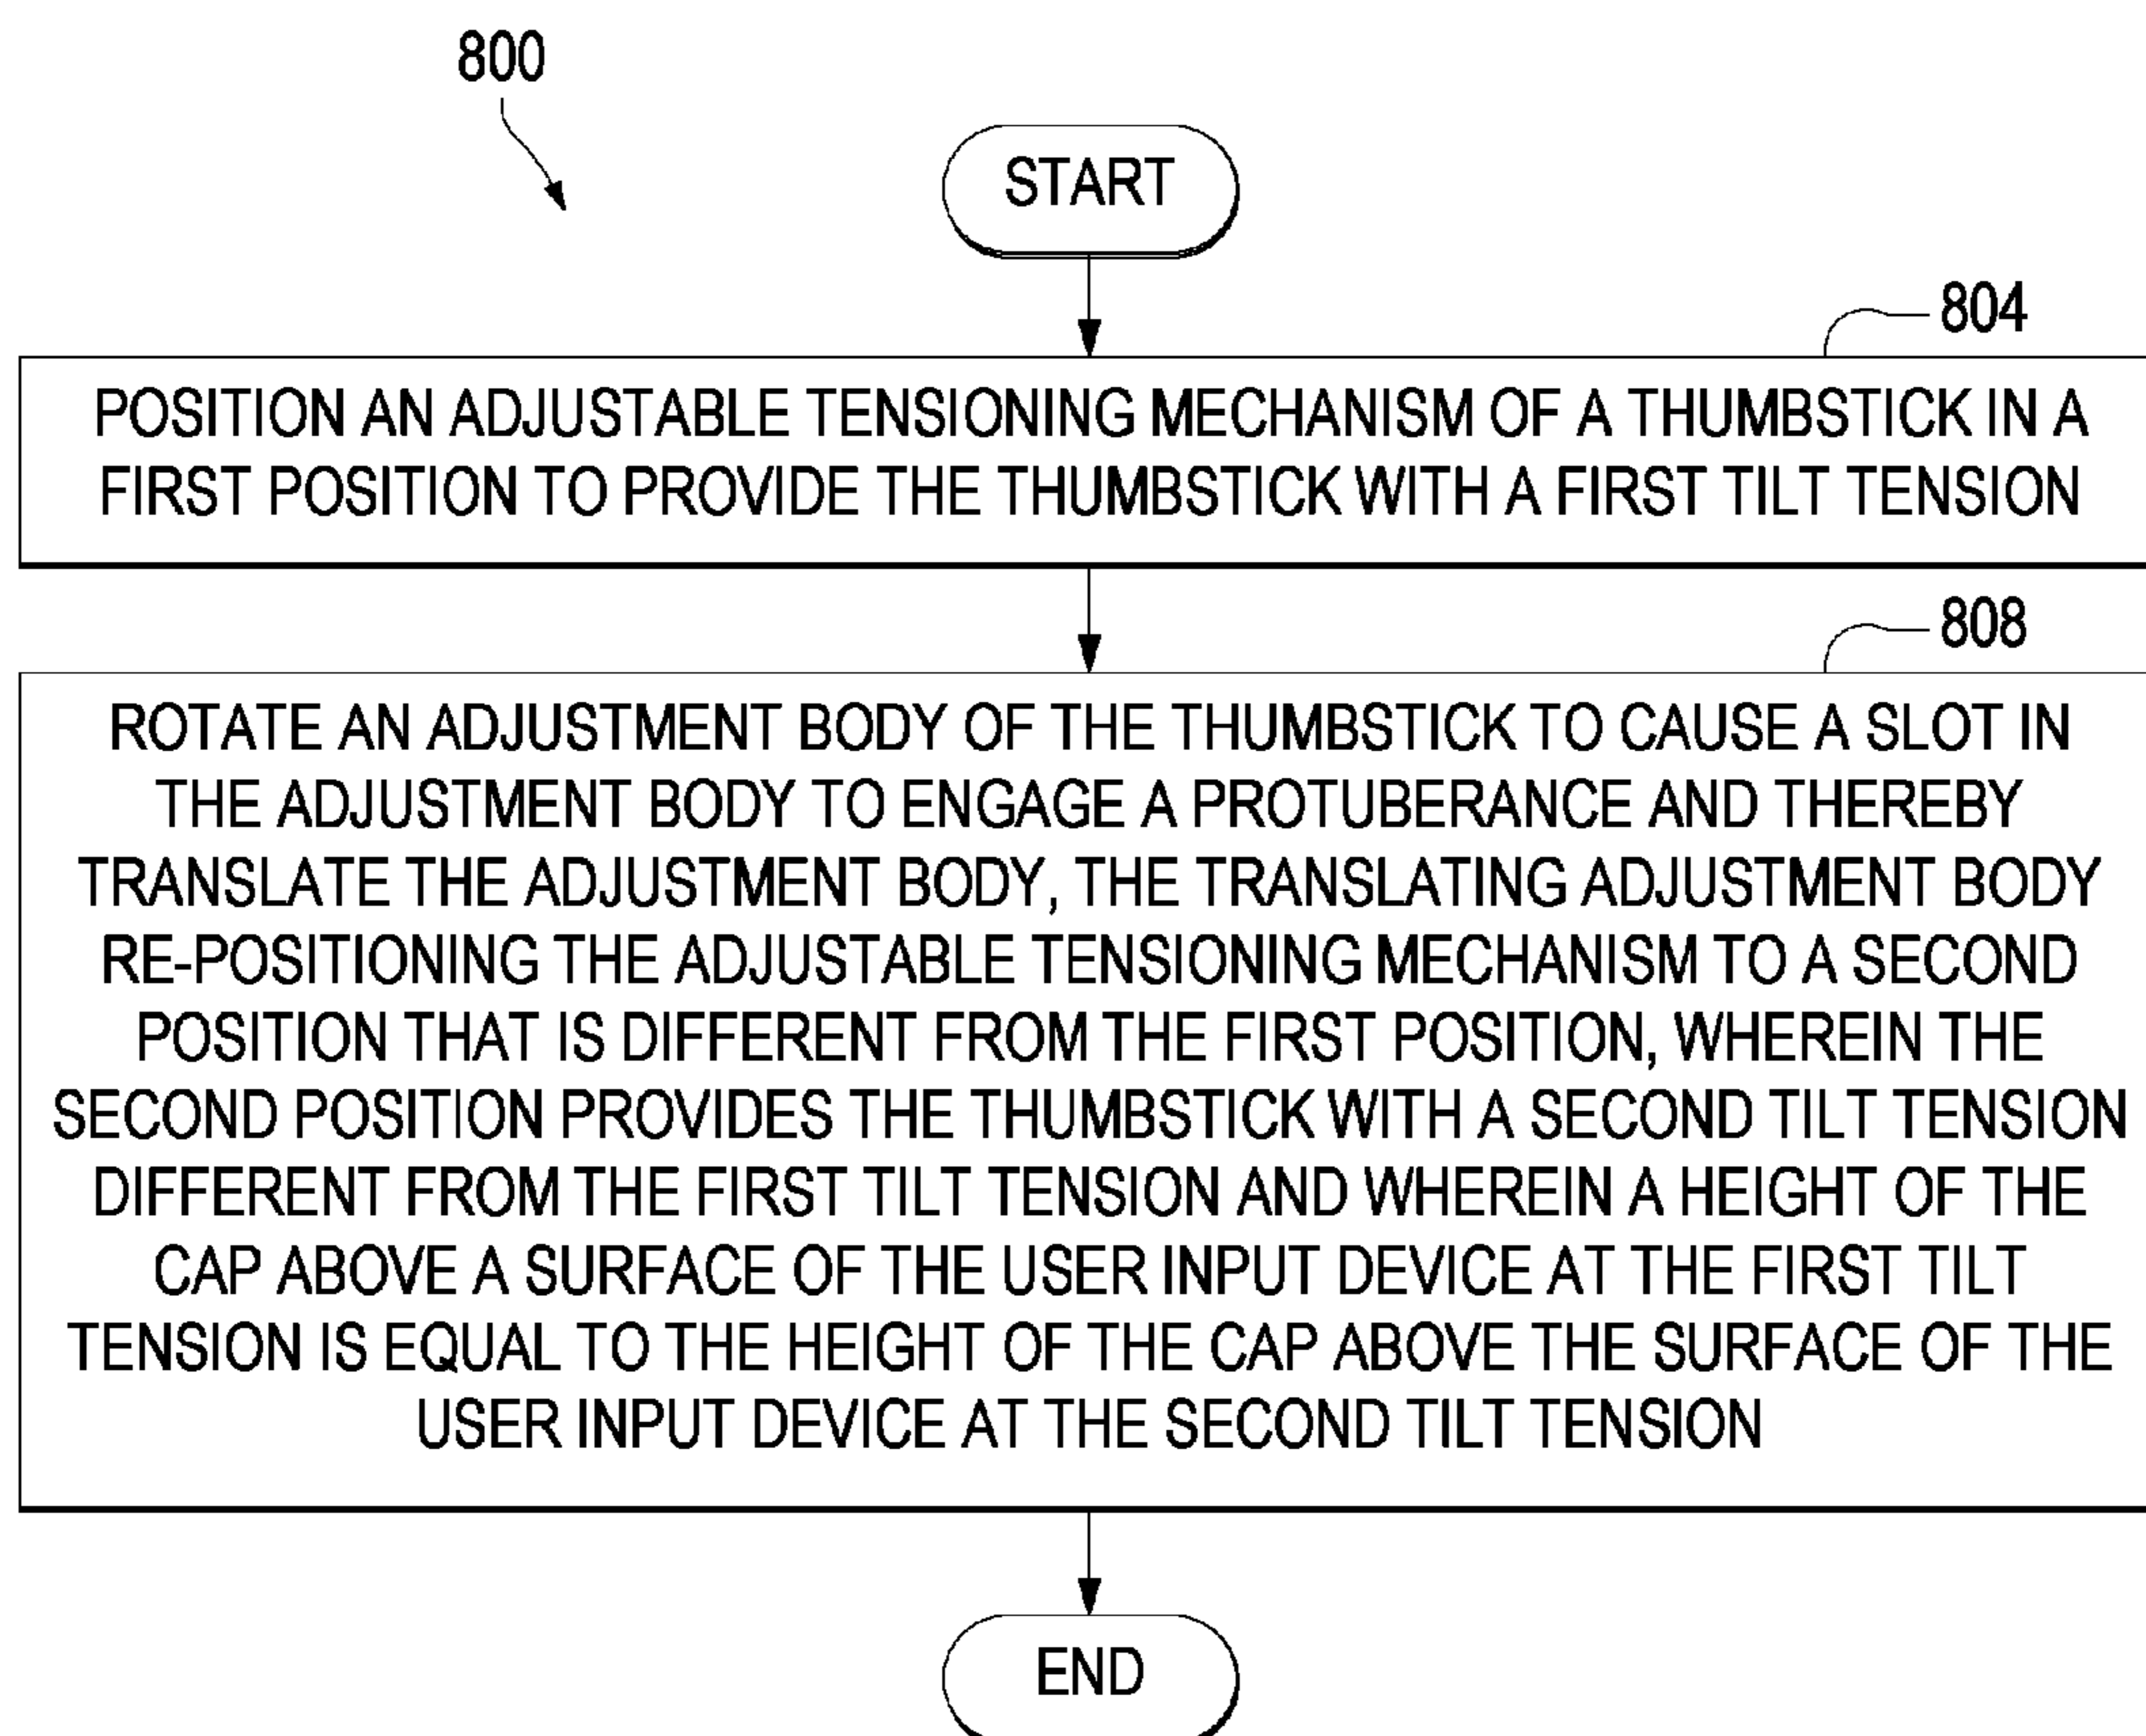 800
START
804
POSITION AN ADJUSTABLE TENSIONING MECHANISM OF A THUMBSTICK IN A
FIRST POSITION TO PROVIDE THE THUMBSTICK WITH A FIRST TILT TENSION
808
ROTATE AN ADJUSTMENT BODY OF THE THUMBSTICK TO CAUSE A SLOT IN
THE ADJUSTMENT BODY TO ENGAGE A PROTUBERANCE AND THEREBY
TRANSLATE THE ADJUSTMENT BODY, THE TRANSLATING ADJUSTMENT BODY
RE-POSITIONING THE ADJUSTABLE TENSIONING MECHANISM TO A SECOND
POSITION THAT IS DIFFERENT FROM THE FIRST POSITION, WHEREIN THE
SECOND POSITION PROVIDES THE THUMBSTICK WITH A SECOND TILT TENSION
DIFFERENT FROM THE FIRST TILT TENSION AND WHEREIN A HEIGHT OF THE
CAP ABOVE A SURFACE OF THE USER INPUT DEVICE AT THE FIRST TILT
TENSION IS EQUAL TO THE HEIGHT OF THE CAP ABOVE THE SURFACE OF THE
USER INPUT DEVICE AT THE SECOND TILT TENSION
END